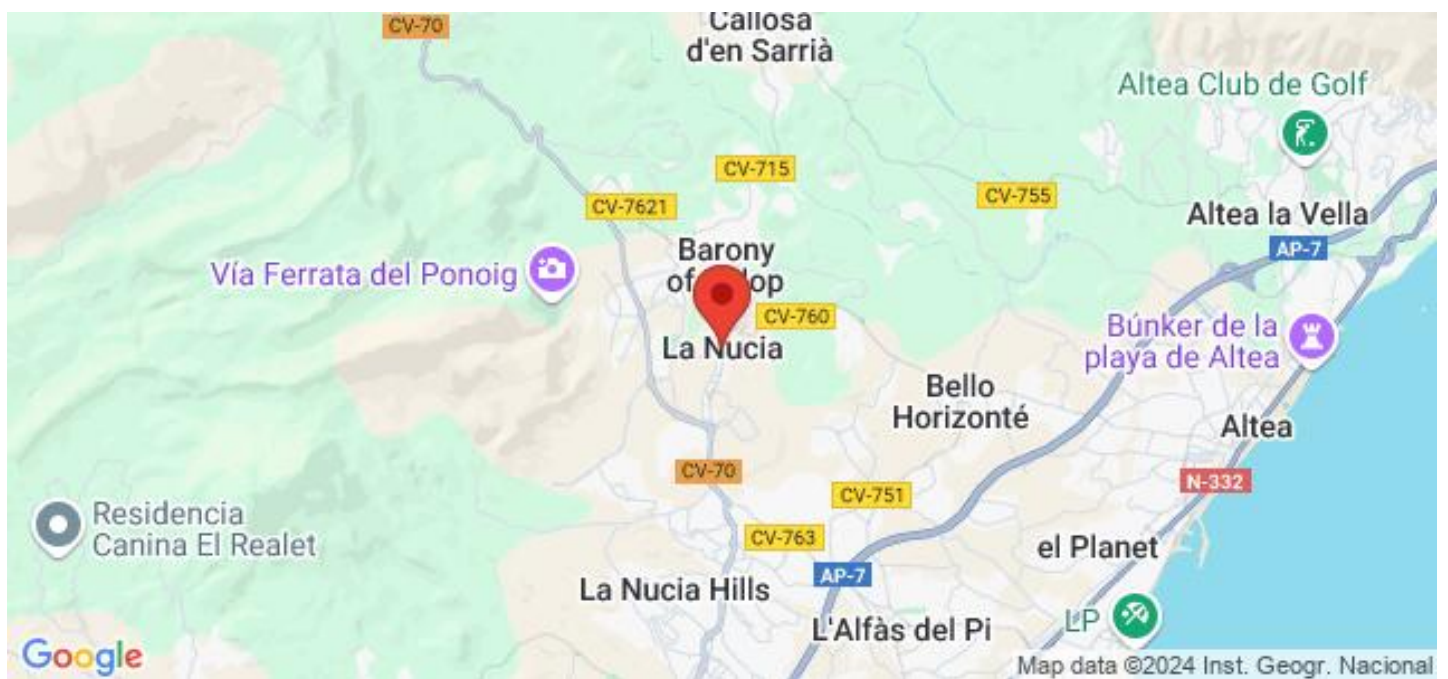 CV-70
Callosa
d'en Sarrià
Altea Club de Golf
CV-715
CV-755
CV-7621
Altea la Vella
AP-7
Barony
of
Vía Ferrata del Ponoig
CV-760
Búnker de la
playa de Altea
La Nucia
Bello
Horizonté
Altea
CV-70
N-332
CV-751
Residencia
Canina El Realet
CV-763
el Planet
AP-7
La Nucia Hills
LP
L'Alfàs del Pi
Google
Map data ©2024 Inst. Geogr. Nacional